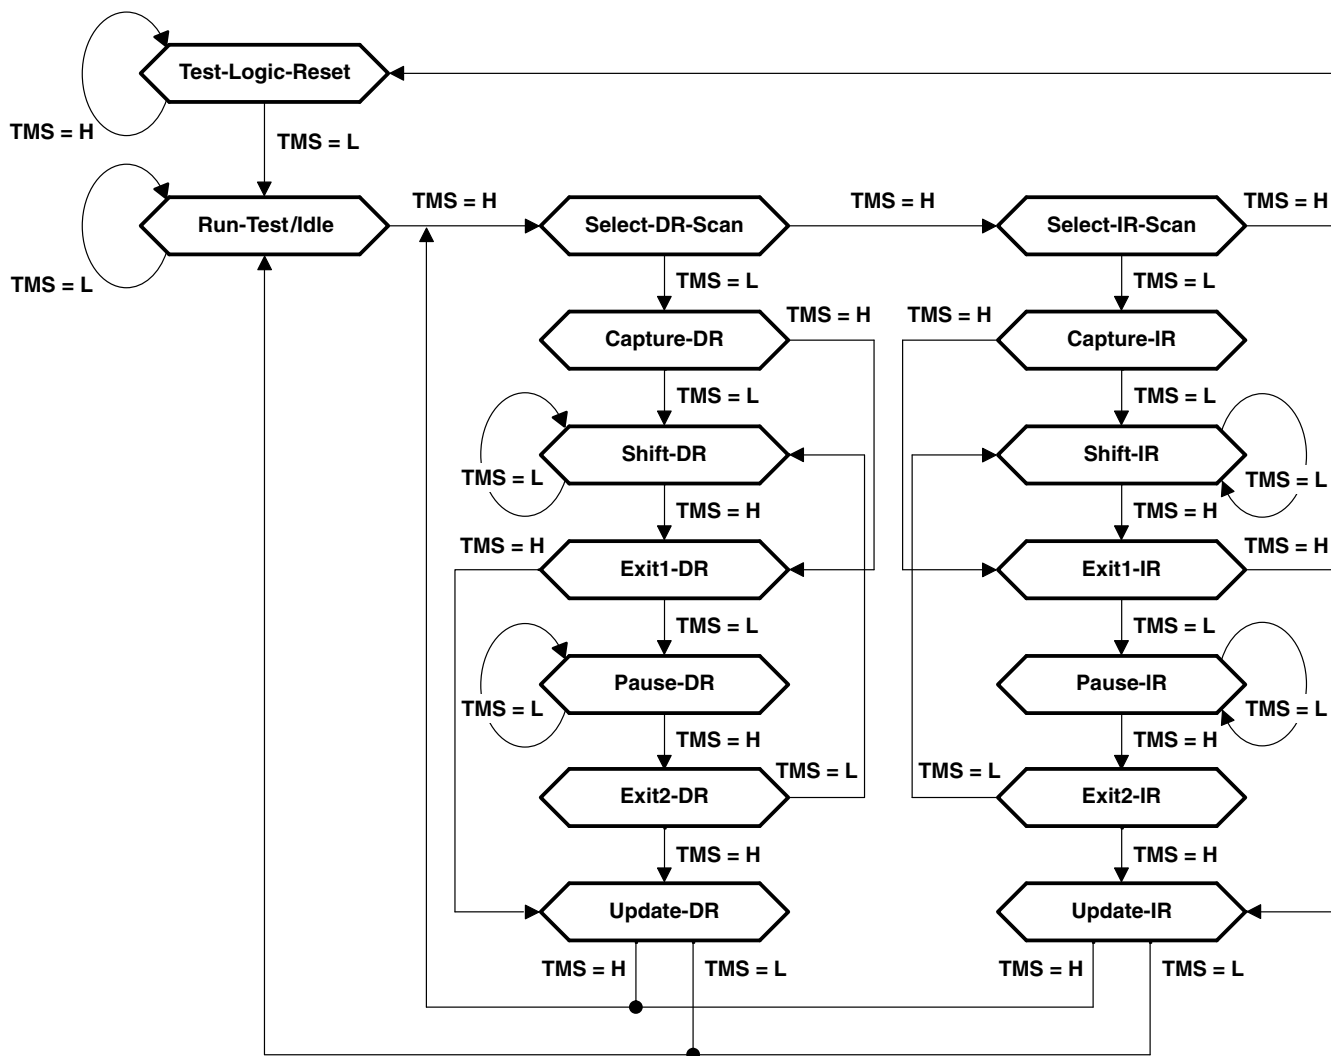 Test-Logic-Reset
TMS = H
TMS = L
TMS = H
TMS = H
TMS = H
Run-Test/Idle
Select-DR-Scan
Select-IR-Scan
TMS = L
TMS = L
TMS = L
TMS = H
TMS = H
Capture-DR
Capture-IR
TMS = L
TMS = L
Shift-DR
Shift-IR
TMS = L
TMS = L
TMS = H
TMS = H
TMS = H
TMS = H
Exit1-DR
Exit1-IR
TMS = L
TMS = L
Pause-DR
Pause-IR
TMS = L
TMS = L
TMS = H
TMS = H
TMS = L
TMS = L
Exit2-DR
Exit2-IR
TMS = H
TMS = H
Update-DR
Update-IR
TMS = H
TMS = L
TMS = H
TMS = L